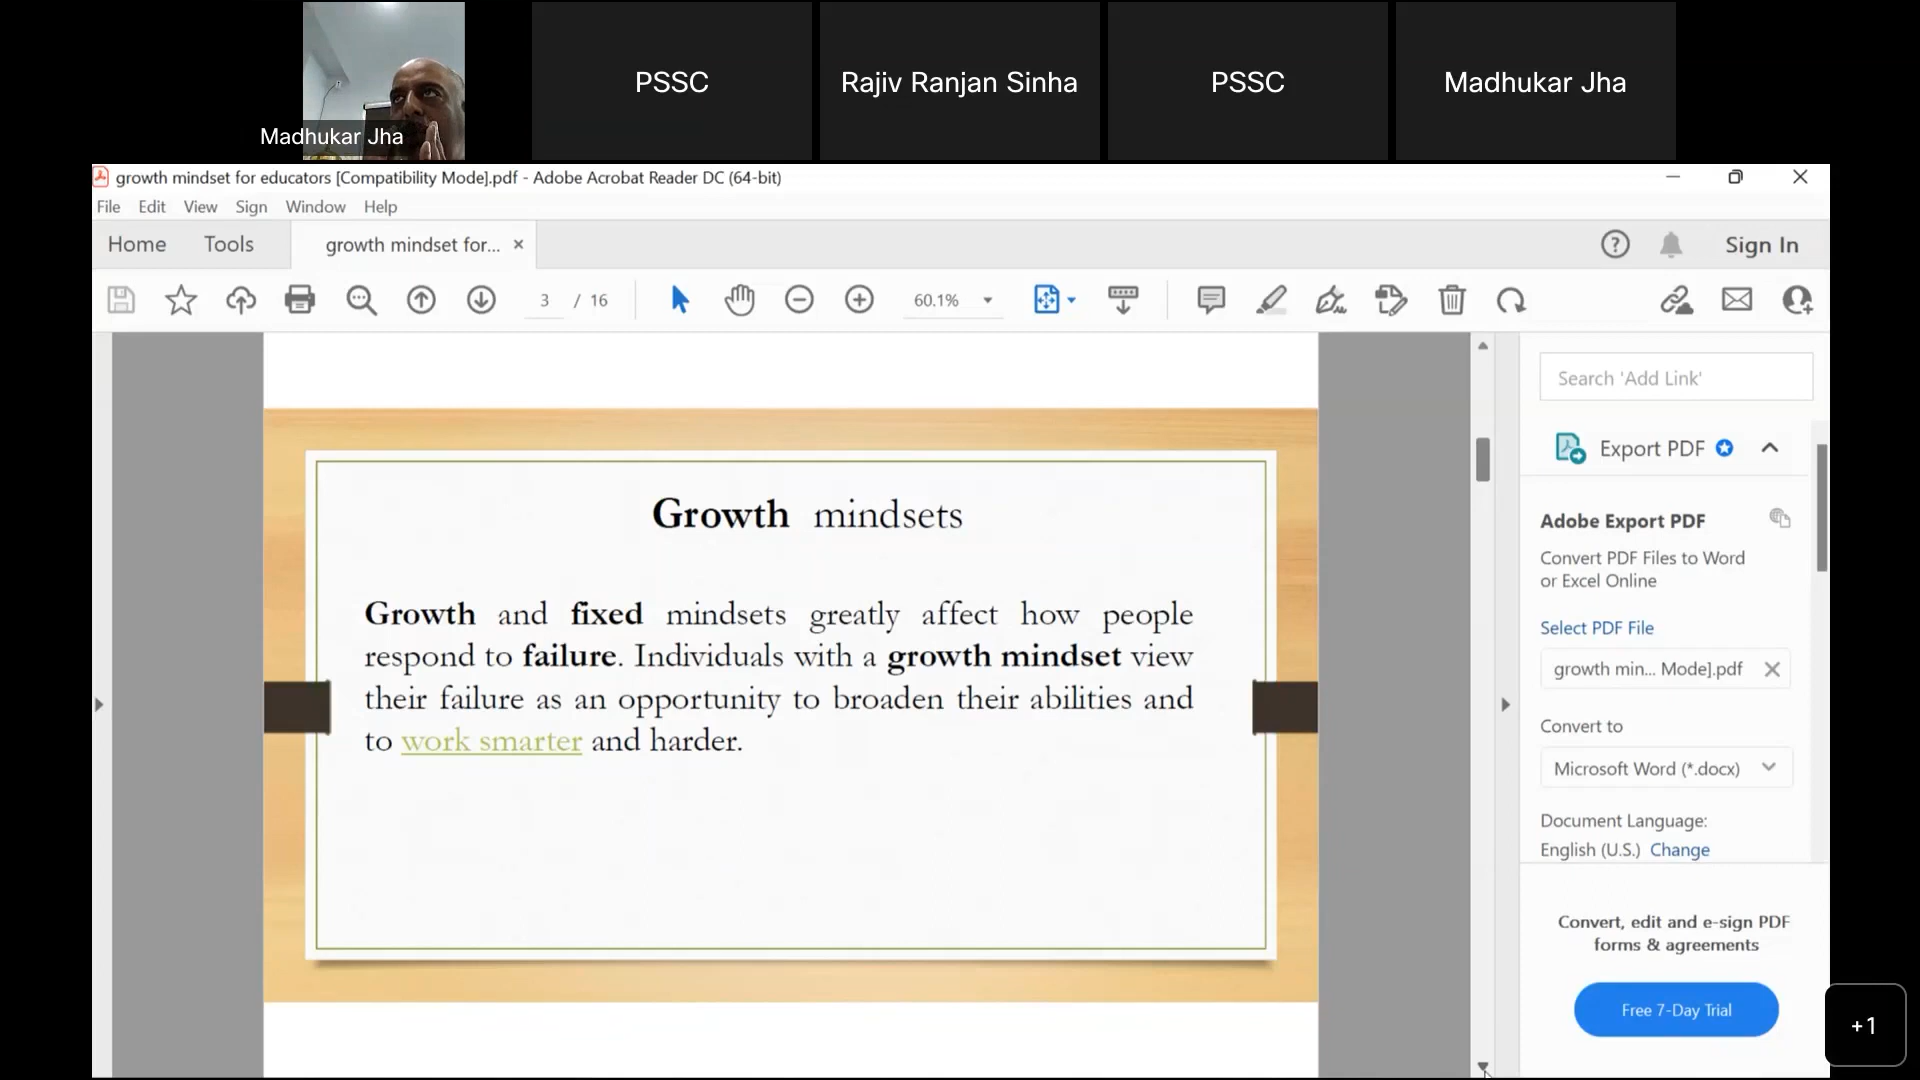 Madhukar Jha
PSSC
Rajiv Ranjan Sinha
PSSC
Madhukar Jha
growth mindset for educators [Compatibility Mode].pdf - Adobe Acrobat Reader DC (64-bit)
File Edit View Sign Window Help
Home Tools growth mindset for... × Sign In
3 / 16 60.1%
Growth mindsets
Growth and fixed mindsets greatly affect how people
respond to failure. Individuals with a growth mindset view
their failure as an opportunity to broaden their abilities and
to work smarter and harder.
Search 'Add Link'
Export PDF
Adobe Export PDF
Convert PDF Files to Word
or Excel Online
Select PDF File
growth min... Mode].pdf
Convert to
Microsoft Word (*.docx)
Document Language:
English (U.S.) Change
Convert, edit and e-sign PDF
forms & agreements
Free 7-Day Trial
+1